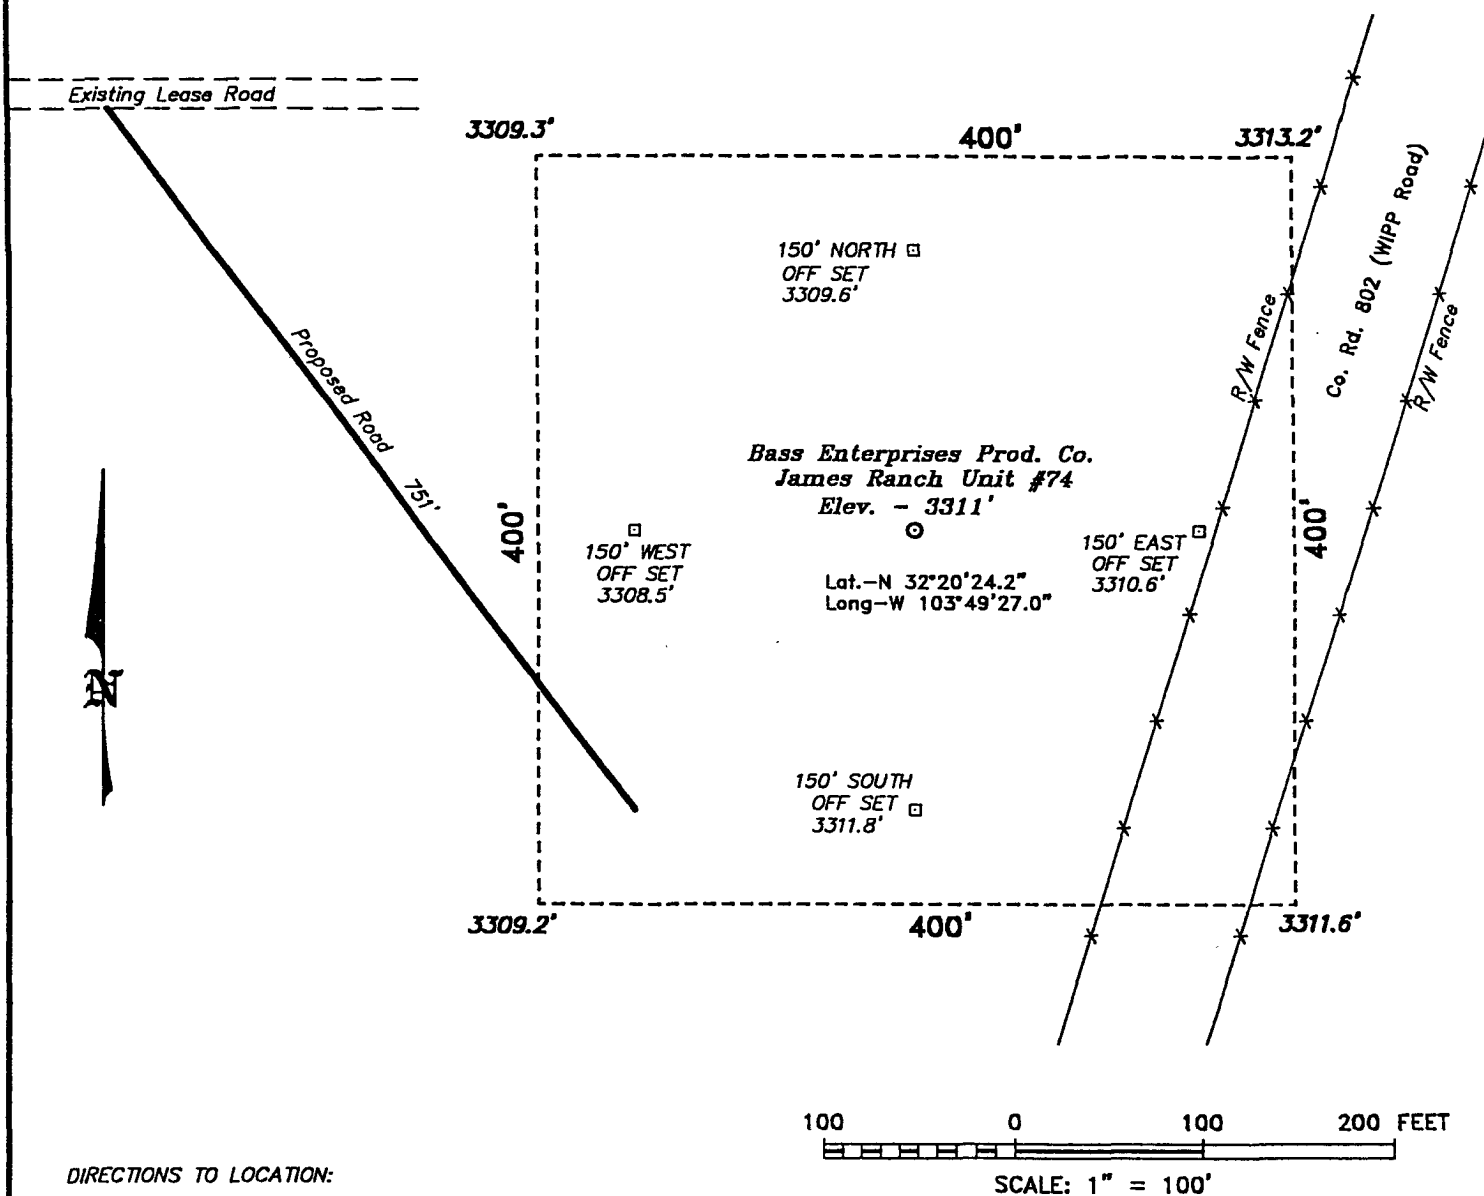 Existing Lease Road
3309.3'
400'
3313.2'
150' NORTH
OFF SET
3309.6'
Co. Rd. 802 (WIPP Road)
R/W Fence
R/W Fence
Proposed Road 751'
Bass Enterprises Prod. Co.
James Ranch Unit #74
Elev. - 3311'
400'
400'
150' WEST
OFF SET
3308.5'
150' EAST
OFF SET
3310.6'
Lat.-N 32°20'24.2"
Long-W 103°49'27.0"
N
150' SOUTH
OFF SET
3311.8'
3309.2'
400'
3311.6'
100 0 100 200 FEET
SCALE: 1" = 100'
DIRECTIONS TO LOCATION: